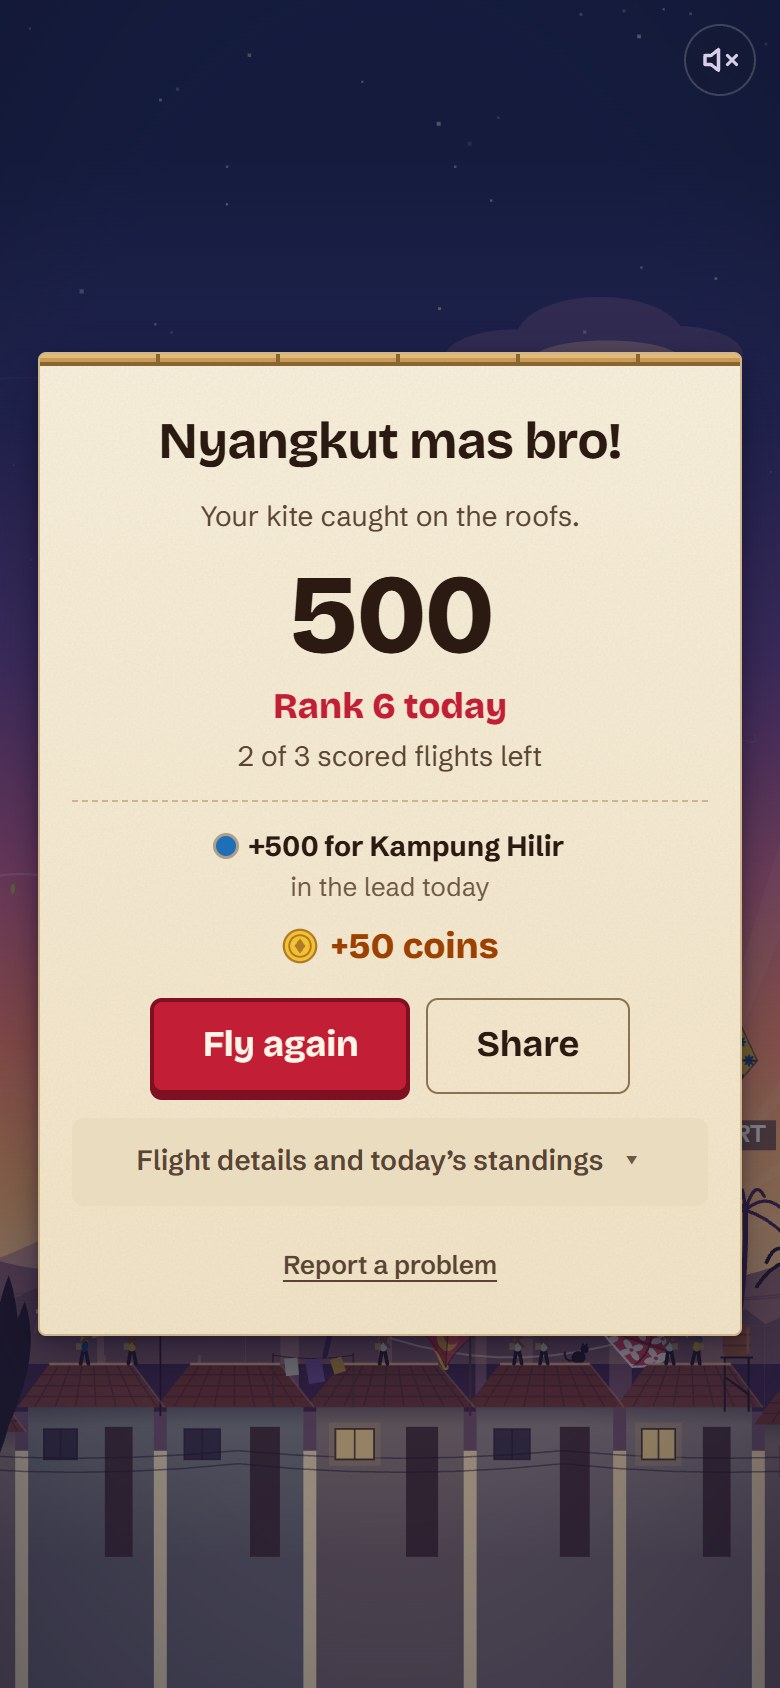 Nyangkut mas bro!
Your kite caught on the roofs.
500
Rank 6 today
2 of 3 scored flights left
+500 for Kampung Hilir
in the lead today
+50 coins
Fly again
Share
RT
Flight details and today’s standings
Report a problem